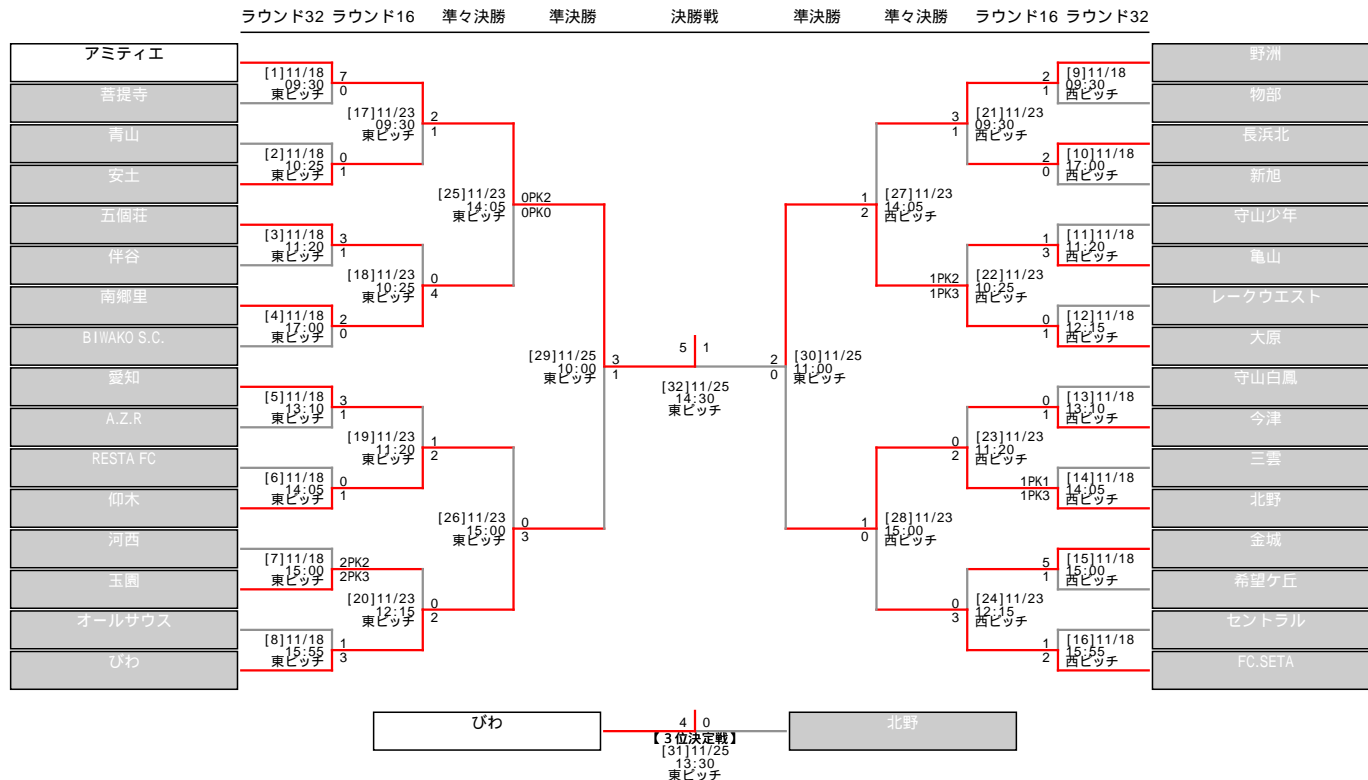 ラウンド32 ラウンド16 準々決勝 準決勝 決勝戦 準決勝 準々決勝 ラウンド16 ラウンド32
アミティエ
菩提寺
青山
安土
五個荘
伴谷
南郷里
BIWAKO S.C.
愛知
A.Z.R
RESTA FC
仰木
河西
玉園
オールサウス
びわ
[1]11/18
09:30
東ピッチ
7
0
[2]11/18
10:25
東ピッチ
0
1
[3]11/18
11:20
東ピッチ
3
1
[4]11/18
17:00
東ピッチ
2
0
[5]11/18
13:10
東ピッチ
3
1
[6]11/18
14:05
東ピッチ
0
1
[7]11/18
15:00
東ピッチ
2PK2
2PK3
[8]11/18
15:55
東ピッチ
1
3
[17]11/23
09:30
東ピッチ
2
1
[18]11/23
10:25
東ピッチ
0
4
[19]11/23
11:20
東ピッチ
1
2
[20]11/23
12:15
東ピッチ
0
2
[25]11/23
14:05
東ピッチ
0PK2
0PK0
[26]11/23
15:00
東ピッチ
0
3
[29]11/25
10:00
東ピッチ
3
1
5 1
[32]11/25
14:30
東ピッチ
2
0
[30]11/25
11:00
東ピッチ
1
2
[27]11/23
14:05
西ピッチ
1
0
[28]11/23
15:00
西ピッチ
3
1
[21]11/23
09:30
西ピッチ
1PK2
1PK3
[22]11/23
10:25
西ピッチ
0
2
[23]11/23
11:20
西ピッチ
0
3
[24]11/23
12:15
西ピッチ
2
1
[9]11/18
09:30
西ピッチ
2
0
[10]11/18
17:00
西ピッチ
1
3
[11]11/18
11:20
西ピッチ
0
1
[12]11/18
12:15
西ピッチ
0
1
[13]11/18
13:10
西ピッチ
1PK1
1PK3
[14]11/18
14:05
西ピッチ
5
1
[15]11/18
15:00
西ピッチ
1
2
[16]11/18
15:55
西ピッチ
野洲
物部
長浜北
新旭
守山少年
亀山
レークウエスト
大原
守山白鳳
今津
三雲
北野
金城
希望ケ丘
セントラル
FC.SETA
びわ
4 0
北野
【３位決定戦】
[31]11/25
13:30
東ピッチ